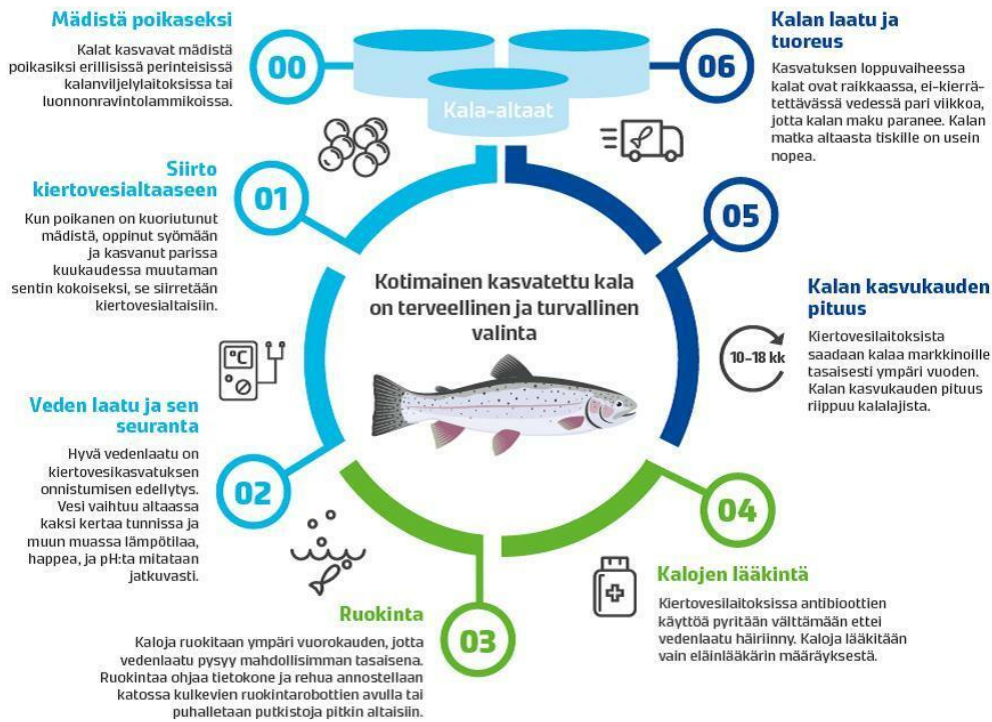 Mädistä poikaseksi
00
Kalat kasvavat mädistä
poikasiksi erillisissä perinteisissä
kalanviljelylaitoksissa tai
luonnonravintolammikoissa.
Kala-altaat
Siirto
kiertovesialtaaseen
01
Kun poikanen on kuoriutunut
mädistä, oppinut syömään
ja kasvanut parissa
kuukaudessa muutaman
sentin kokoiseksi, se siirretään
kiertovesialtaisiin.
°C
Veden laatu ja sen
seuranta
02
Hyvä vedenlaatu on
kiertovesikasvatuksen
onnistumisen edellytys.
Vesi vaihtuu altaassa
kaksi kertaa tunnissa ja
muun muassa lämpötilaa,
happea, ja pH:ta mitataan
jatkuvasti.
Ruokinta
03
Kaloja ruokitaan ympäri vuorokauden, jotta
vedenlaatu pysyy mahdollisimman tasaisena.
Ruokintaa ohjaa tietokone ja rehua annostellaan
katossa kulkevien ruokintarobottien avulla tai
puhalletaan putkistoja pitkin altaisiin.
04
Kalojen lääkintä
Kiertovesilaitoksissa antibioottien
käyttöä pyritään välttämään ettei
vedenlaatu häiriinny. Kaloja lääkitään
vain eläinlääkärin määräyksestä.
05
Kalan kasvukauden
pituus
10–18 kk
Kiertovesilaitoksista
saadaan kalaa markkinoille
tasaisesti ympäri vuoden.
Kalan kasvukauden pituus
riippuu kalalajista.
06
Kalan laatu ja
tuoreus
Kasvatuksen loppuvaiheessa
kalat ovat raikkaassa, ei-kierrä-
tettävässä vedessä pari viikkoa,
jotta kalan maku paranee. Kalan
matka altaasta tiskille on usein
nopea.
Kotimainen kasvatettu kala
on terveellinen ja turvallinen
valinta